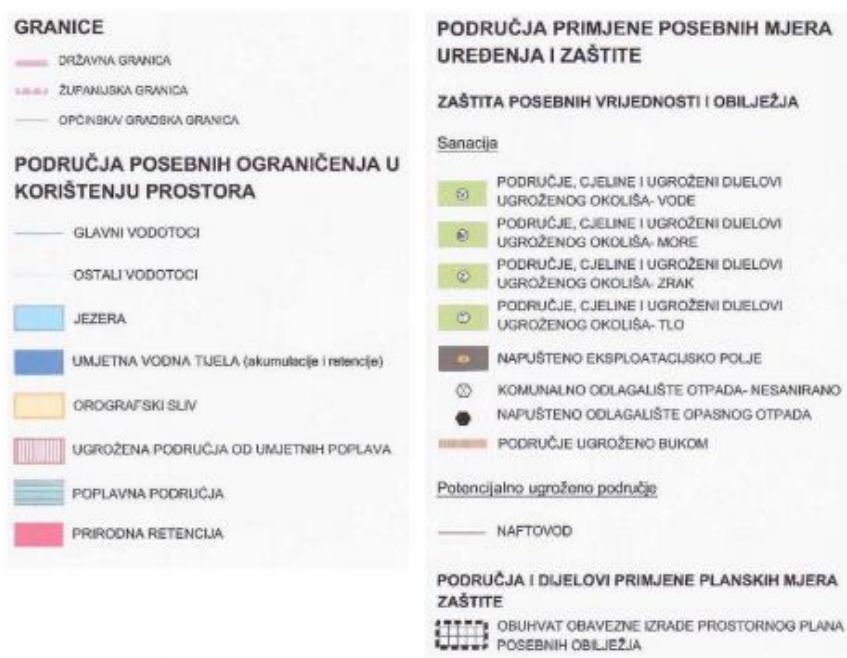 GRANICE
DRŽAVNA GRANICA
ŽUPANIJSKA GRANICA
OPĆINSKA/ GRADSKA GRANICA
PODRUČJA POSEBNIH OGRANIČENJA U
KORIŠTENJU PROSTORA
GLAVNI VODOTOCI
OSTALI VODOTOCI
JEZERA
UMJETNA VODNA TIJELA (akumulacije i retencije)
OROGRAFSKI SLIV
UGROŽENA PODRUČJA OD UMJETNIH POPLAVA
POPLAVNA PODRUČJA
PRIRODNA RETENCIJA
PODRUČJA PRIMJENE POSEBNIH MJERA
UREĐENJA I ZAŠTITE
ZAŠTITA POSEBNIH VRIJEDNOSTI I OBILJEŽJA
Sanacija
PODRUČJE, CJELINE I UGROŽENI DIJELOVI
UGROŽENOG OKOLIŠA- VODE
PODRUČJE, CJELINE I UGROŽENI DIJELOVI
UGROŽENOG OKOLIŠA- MORE
PODRUČJE, CJELINE I UGROŽENI DIJELOVI
UGROŽENOG OKOLIŠA- ZRAK
PODRUČJE, CJELINE I UGROŽENI DIJELOVI
UGROŽENOG OKOLIŠA- TLO
NAPUŠTENO EKSPLOATACIJSKO POLJE
KOMUNALNO ODLAGALIŠTE OTPADA- NESANIRANO
NAPUŠTENO ODLAGALIŠTE OPASNOG OTPADA
PODRUČJE UGROŽENO BUKOM
Potencijalno ugroženo područje
NAFTOVOD
PODRUČJA I DIJELOVI PRIMJENE PLANSKIH MJERA
ZAŠTITE
OBUHVAT OBAVEZNE IZRADE PROSTORNOG PLANA
POSEBNIH OBILJEŽJA